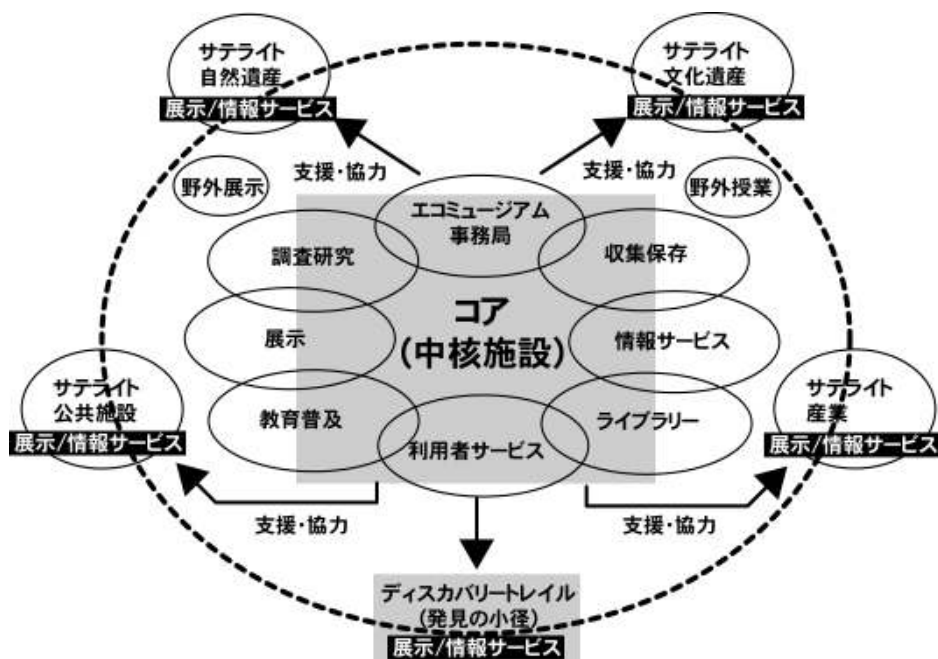 サテライト
自然遺産
展示/情報サービス
サテライト
文化遺産
展示/情報サービス
支援・協力
支援・協力
野外展示
野外授業
エコミュージアム
事務局
調査研究
収集保存
コア
(中核施設)
展示
情報サービス
サテライト
公共施設
展示/情報サービス
サテライト
産業
展示/情報サービス
教育普及
ライブラリー
利用者サービス
支援・協力
支援・協力
ディスカバリートレイル
(発見の小径)
展示/情報サービス